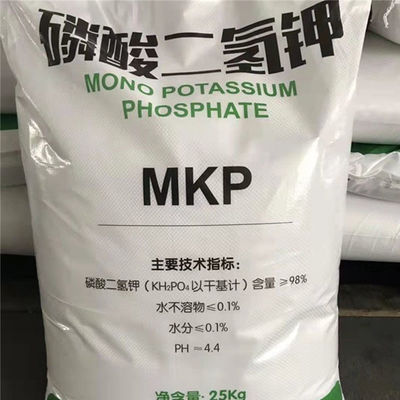 磷酸二氢钾
MONO POTASSIUM
PHOSPHATE
MKP
主要技术指标：
磷酸二氢钾（KH₂PO₄以干基计）含量 ≥98%
水不溶物≤0.1%
水分≤0.1%
PH ≈4.4
净含量: 25Kg